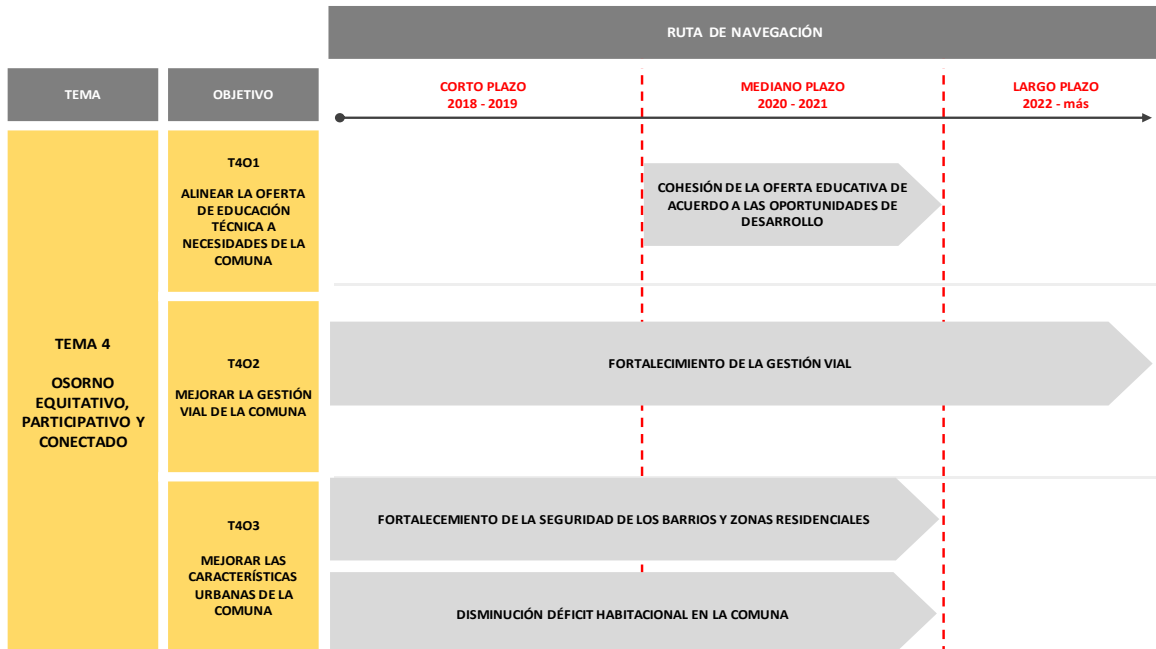 RUTA DE NAVEGACIÓN
TEMA
OBJETIVO
CORTO PLAZO
2018 - 2019
MEDIANO PLAZO
2020 - 2021
LARGO PLAZO
2022 - más
TEMA 4
OSORNO
EQUITATIVO,
PARTICIPATIVO Y
CONECTADO
T4O1
ALINEAR LA OFERTA
DE EDUCACIÓN
TÉCNICA A
NECESIDADES DE LA
COMUNA
COHESIÓN DE LA OFERTA EDUCATIVA DE
ACUERDO A LAS OPORTUNIDADES DE
DESARROLLO
T4O2
MEJORAR LA GESTIÓN
VIAL DE LA COMUNA
FORTALECIMIENTO DE LA GESTIÓN VIAL
T4O3
MEJORAR LAS
CARACTERÍSTICAS
URBANAS DE LA
COMUNA
FORTALECEMIENTO DE LA SEGURIDAD DE LOS BARRIOS Y ZONAS RESIDENCIALES
DISMINUCIÓN DÉFICIT HABITACIONAL EN LA COMUNA